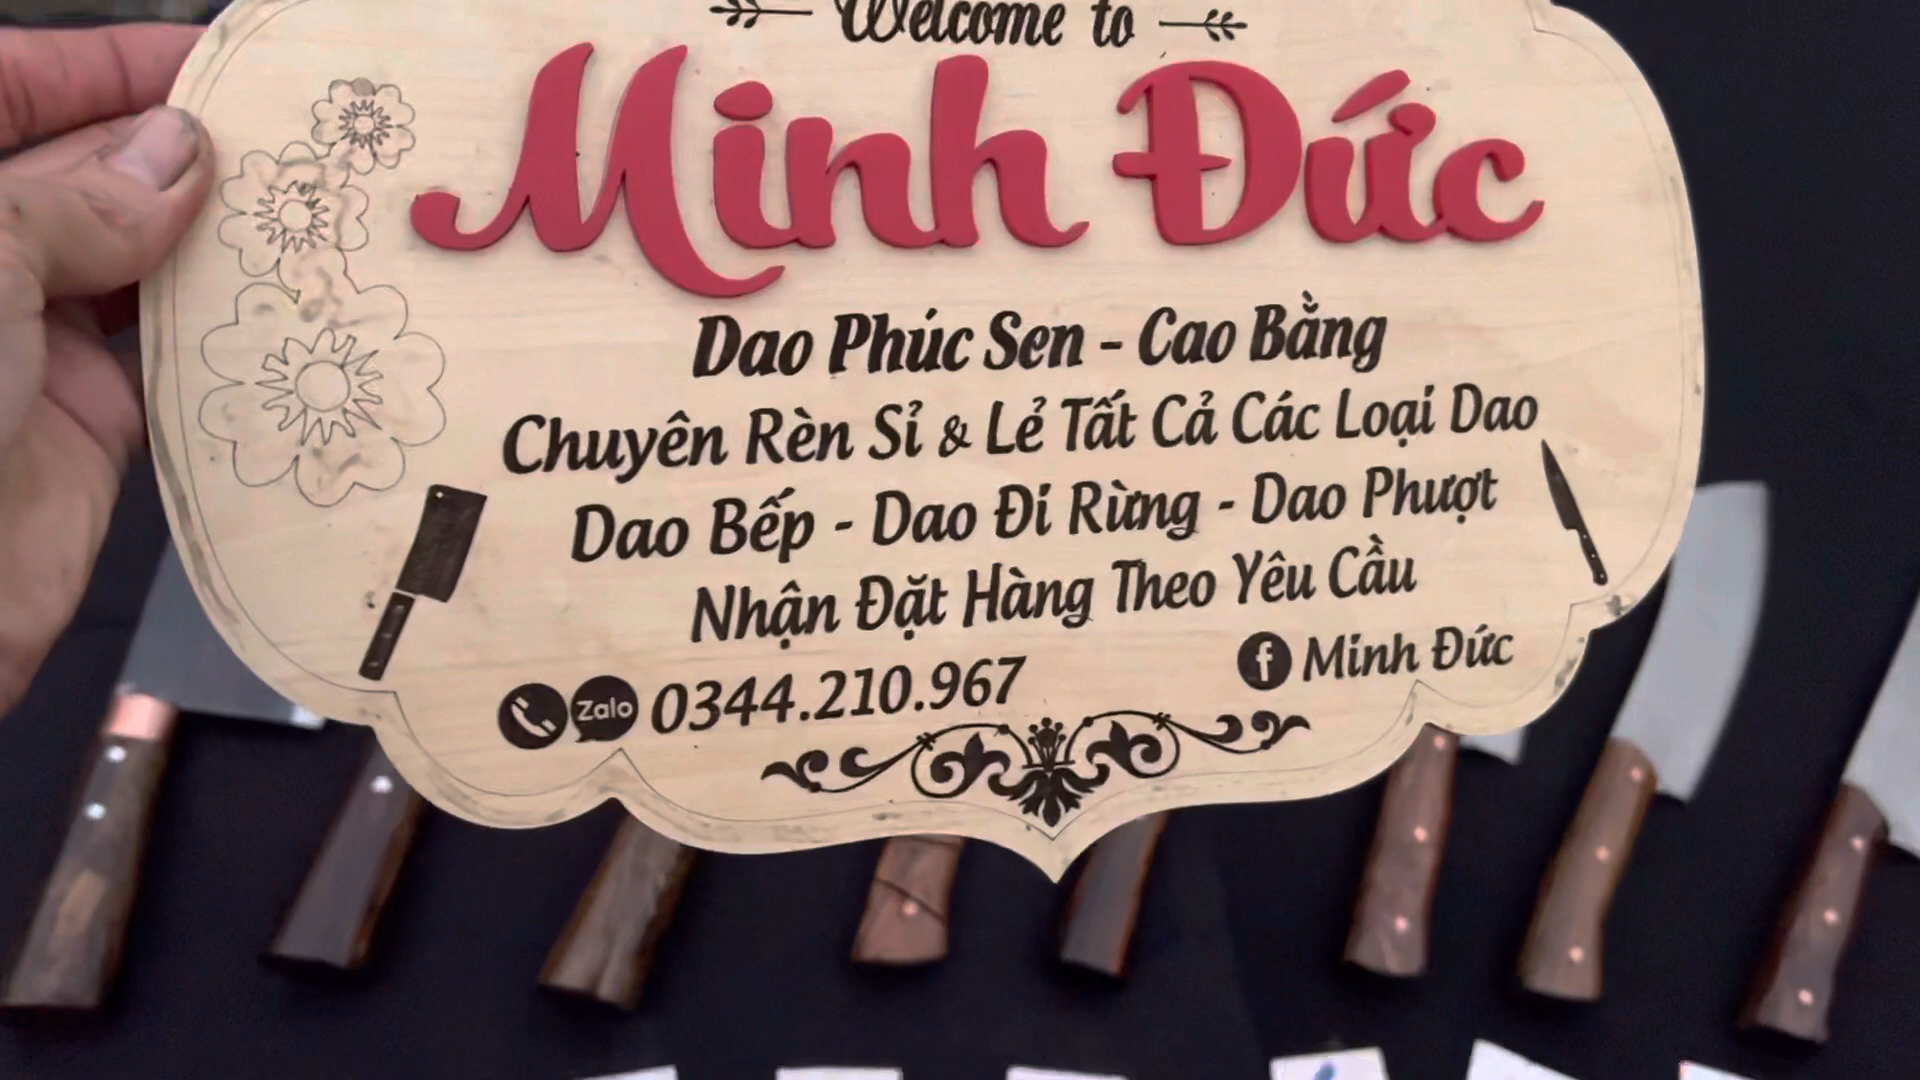 Welcome to
Minh Đức
Dao Phúc Sen - Cao Bằng
Chuyên Rèn Sỉ & Lẻ Tất Cả Các Loại Dao
Dao Bếp - Dao Đi Rừng - Dao Phượt
Nhận Đặt Hàng Theo Yêu Cầu
Zalo 0344.210.967
f Minh Đức